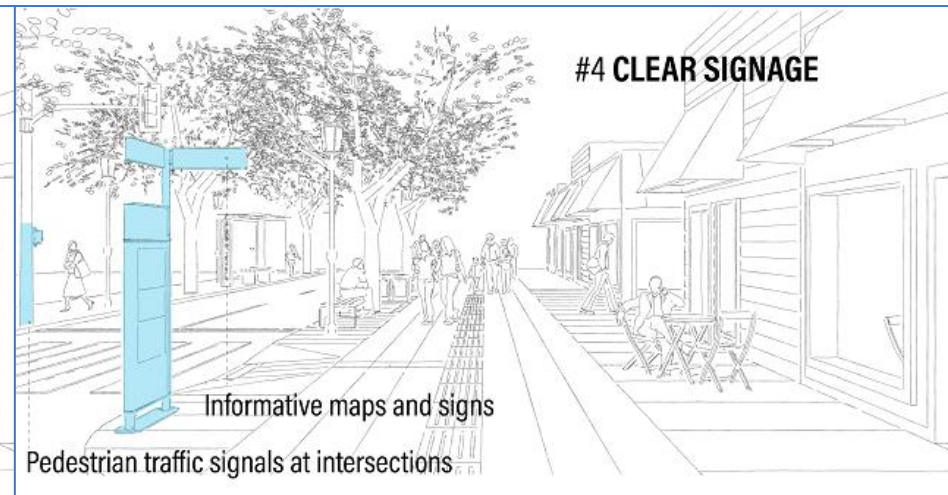 #4 CLEAR SIGNAGE
Informative maps and signs
Pedestrian traffic signals at intersections